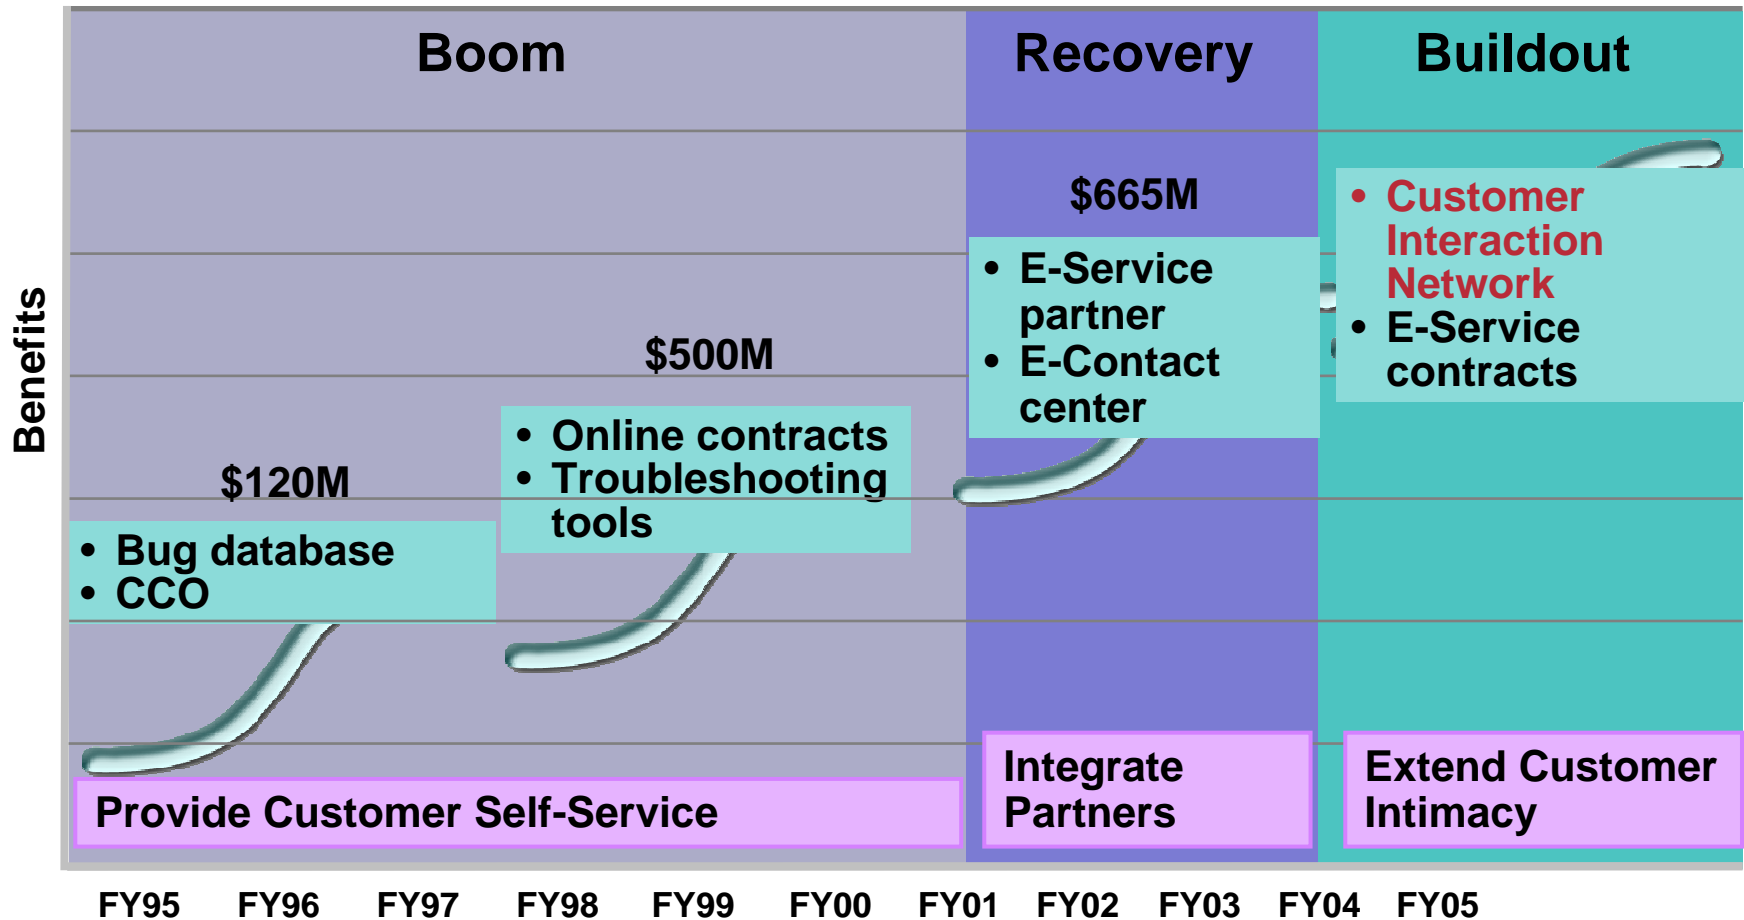 Boom
Recovery
Buildout
Benefits
$120M
• Bug database
• CCO
$500M
• Online contracts
• Troubleshooting
tools
$665M
• E-Service
partner
• E-Contact
center
• Customer
Interaction
Network
• E-Service
contracts
Provide Customer Self-Service
Integrate
Partners
Extend Customer
Intimacy
FY95 FY96 FY97 FY98 FY99 FY00 FY01 FY02 FY03 FY04 FY05